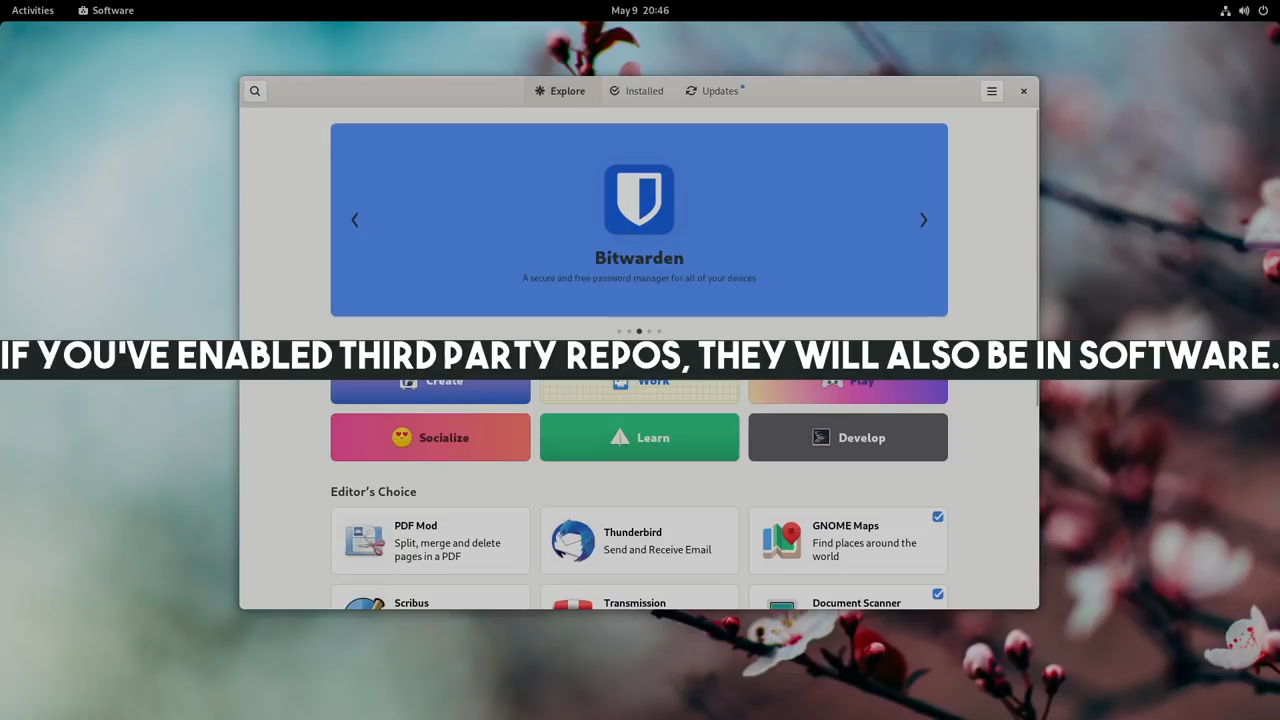 Activities
Software
May 9 20:46
Explore
Installed
Updates
Bitwarden
A secure and free password manager for all of your devices
IF YOU'VE ENABLED THIRD PARTY REPOS, THEY WILL ALSO BE IN SOFTWARE.
Create
Work
Play
Socialize
Learn
Develop
Editor's Choice
PDF Mod
Split, merge and delete
pages in a PDF
Thunderbird
Send and Receive Email
GNOME Maps
Find places around the
world
Scribus
Transmission
Document Scanner